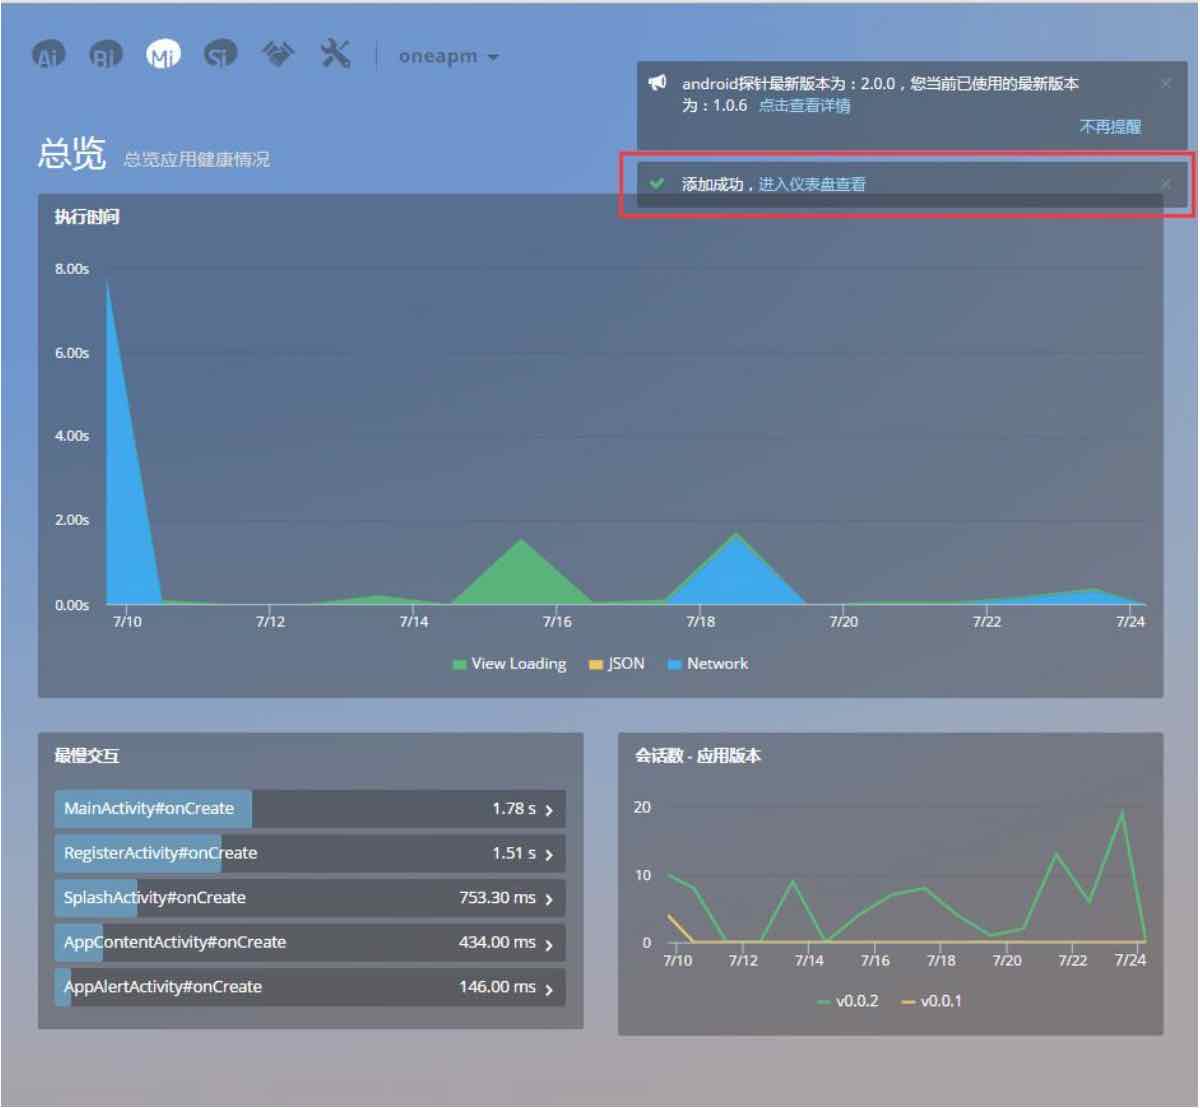 Ai Bi Mi Si oneapm
android探针最新版本为：2.0.0，您当前已使用的最新版本
为：1.0.6 点击查看详情
不再提醒
总览 总览应用健康情况
添加成功，进入仪表盘查看
执行时间
8.00s
6.00s
4.00s
2.00s
0.00s
7/10 7/12 7/14 7/16 7/18 7/20 7/22 7/24
View Loading JSON Network
最慢交互
MainActivity#onCreate 1.78 s
RegisterActivity#onCreate 1.51 s
SplashActivity#onCreate 753.30 ms
AppContentActivity#onCreate 434.00 ms
AppAlertActivity#onCreate 146.00 ms
会话数 - 应用版本
20
10
0
7/10 7/12 7/14 7/16 7/18 7/20 7/22 7/24
v0.0.2 v0.0.1